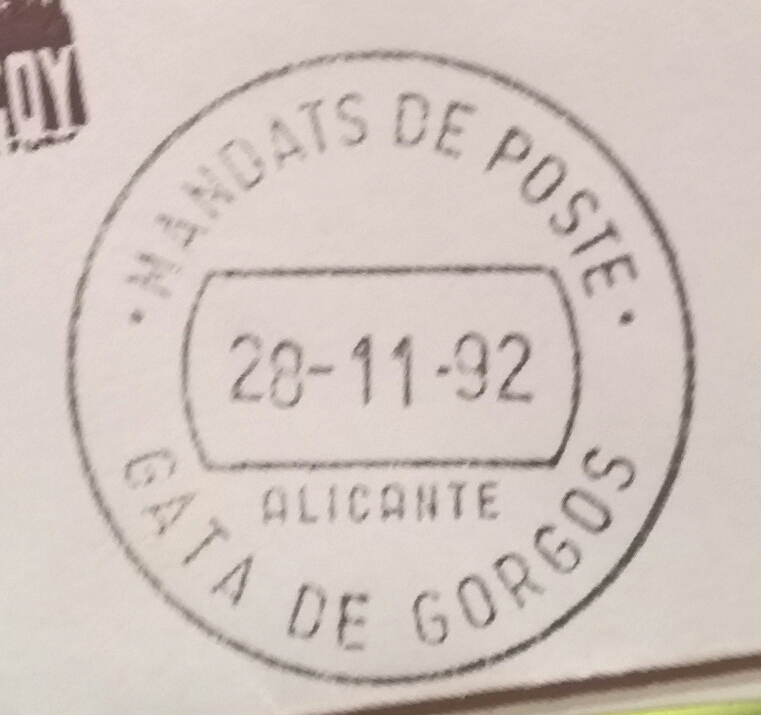 MANDATS DE POSTE
28-11-92
ALICANTE
GATA DE GORGOS